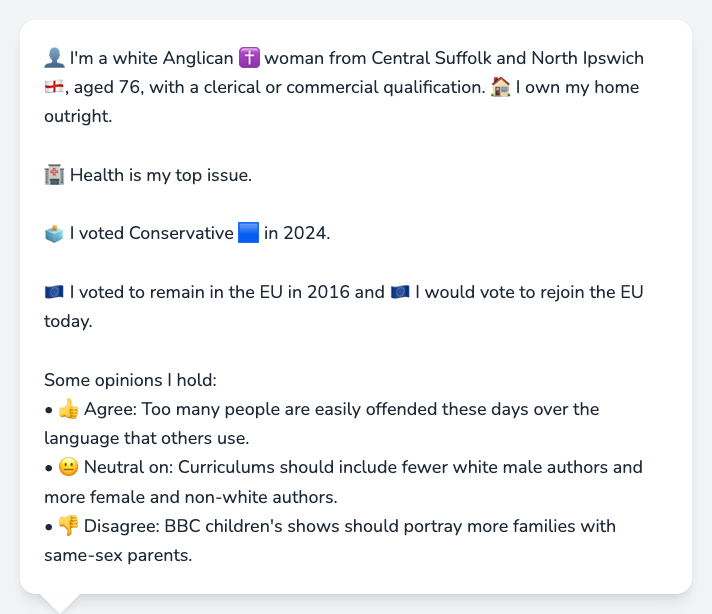 👤 I'm a white Anglican ✝️ woman from Central Suffolk and North Ipswich
🏴󠁧󠁢󠁥󠁮󠁧󠁿, aged 76, with a clerical or commercial qualification. 🏠 I own my home
outright.
🏥 Health is my top issue.
🗳️ I voted Conservative 🟦 in 2024.
🇪🇺 I voted to remain in the EU in 2016 and 🇪🇺 I would vote to rejoin the EU
today.
Some opinions I hold:
• 👍 Agree: Too many people are easily offended these days over the
language that others use.
• 😐 Neutral on: Curriculums should include fewer white male authors and
more female and non-white authors.
• 👎 Disagree: BBC children's shows should portray more families with
same-sex parents.